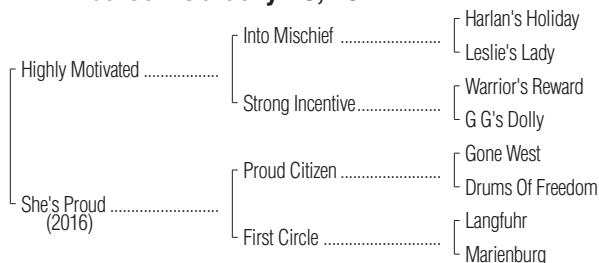 Harlan's Holiday
Into Mischief ....................
Leslie's Lady
Highly Motivated ..................
Warrior's Reward
Strong Incentive.....................
G G's Dolly
Gone West
Proud Citizen ....................
Drums Of Freedom
She's Proud ...........................
(2016)
Langfuhr
First Circle .........................
Marienburg